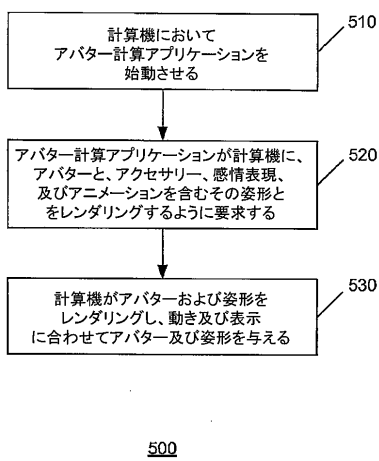 計算機において
アバター計算アプリケーションを
始動させる
510
アバター計算アプリケーションが計算機に、
アバターと、アクセサリー、感情表現、
及びアニメーションを含むその姿形と
をレンダリングするように要求する
520
計算機がアバターおよび姿形を
レンダリングし、動き及び表示
に合わせてアバター及び姿形を与える
530
500